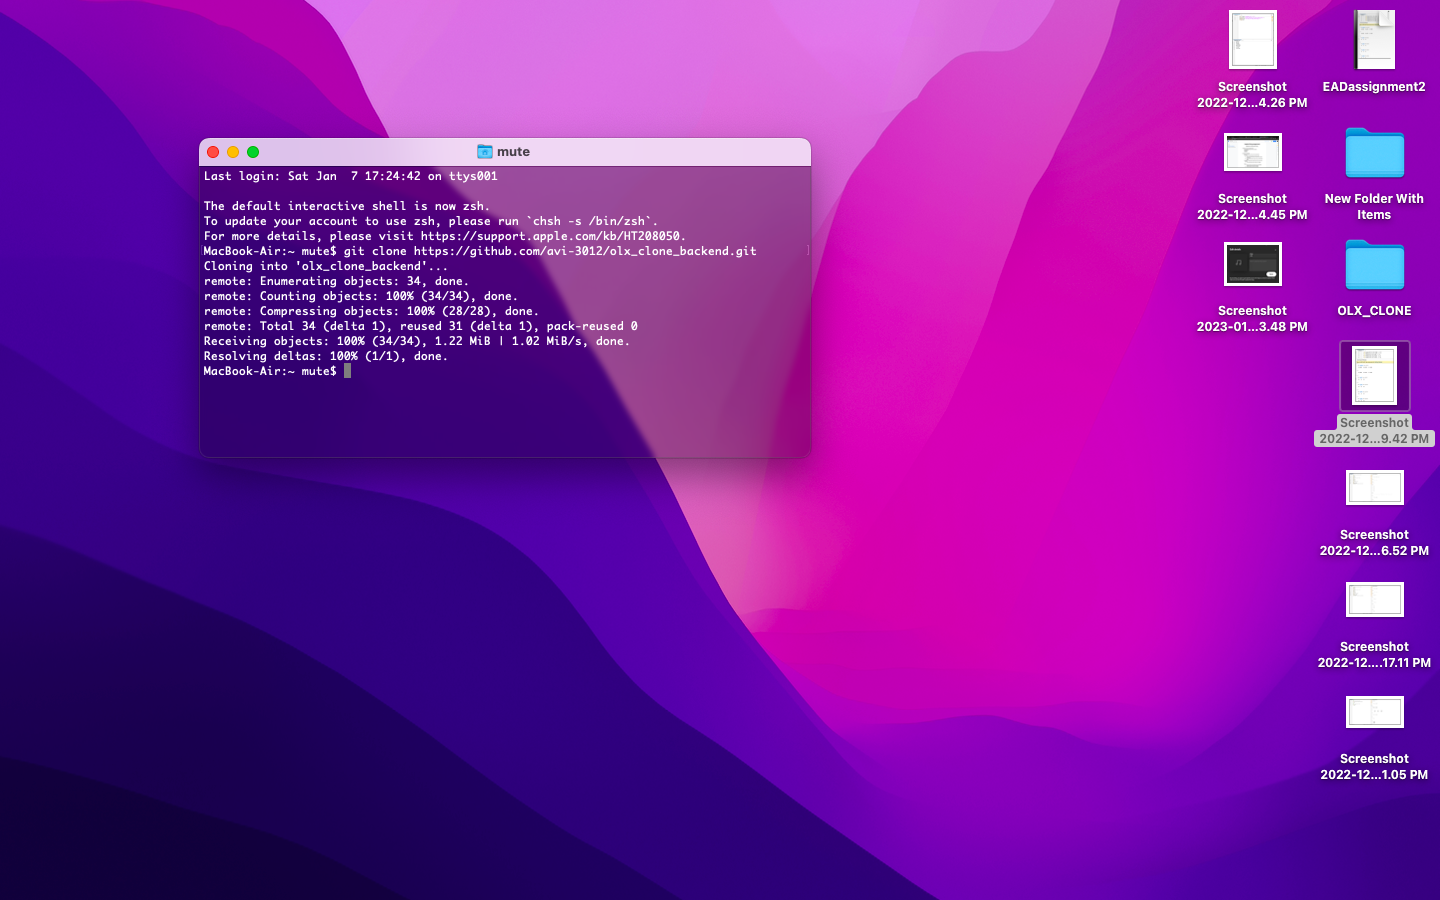 mute
Last login: Sat Jan  7 17:24:42 on ttys001
The default interactive shell is now zsh.
To update your account to use zsh, please run `chsh -s /bin/zsh`.
For more details, please visit https://support.apple.com/kb/HT208050.
MacBook-Air:~ mute$ git clone https://github.com/avi-3012/olx_clone_backend.git
Cloning into 'olx_clone_backend'...
remote: Enumerating objects: 34, done.
remote: Counting objects: 100% (34/34), done.
remote: Compressing objects: 100% (28/28), done.
remote: Total 34 (delta 1), reused 31 (delta 1), pack-reused 0
Receiving objects: 100% (34/34), 1.22 MiB | 1.02 MiB/s, done.
Resolving deltas: 100% (1/1), done.
MacBook-Air:~ mute$
Screenshot
2022-12...4.26 PM
EADassignment2
Screenshot
2022-12...4.45 PM
New Folder With
Items
Screenshot
2023-01...3.48 PM
OLX_CLONE
Screenshot
2022-12...9.42 PM
Screenshot
2022-12...6.52 PM
Screenshot
2022-12....17.11 PM
Screenshot
2022-12...1.05 PM